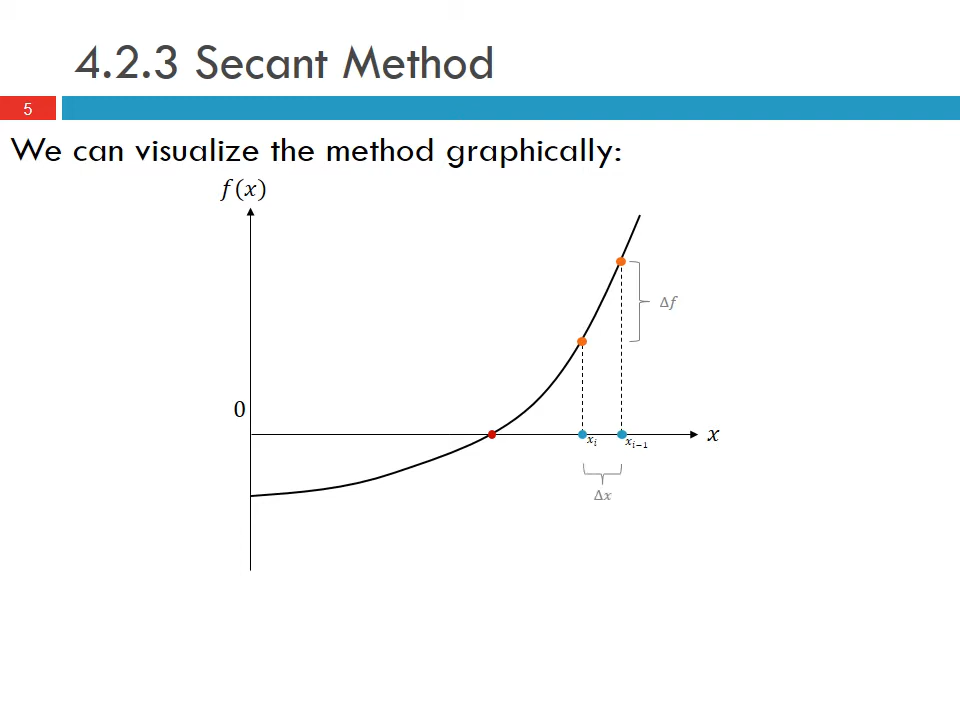 4.2.3 Secant Method
5
We can visualize the method graphically:
f(x)
Δf
0
x
xᵢ
xᵢ₋₁
Δx